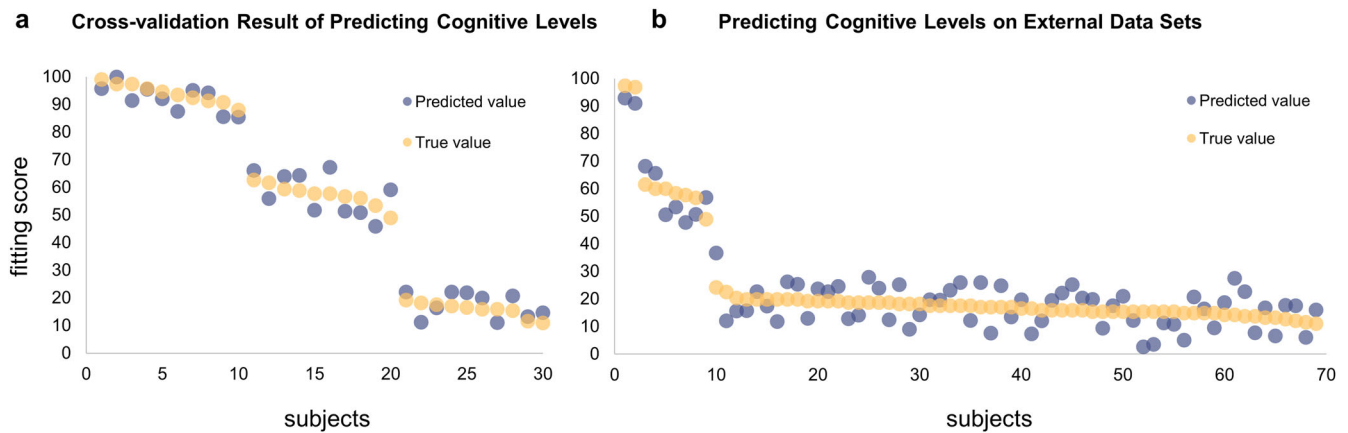 a Cross-validation Result of Predicting Cognitive Levels
fitting score
100
90
80
70
60
50
40
30
20
10
0
Predicted value
True value
0 5 10 15 20 25 30
subjects
b Predicting Cognitive Levels on External Data Sets
100
90
80
70
60
50
40
30
20
10
0
Predicted value
True value
0 10 20 30 40 50 60 70
subjects